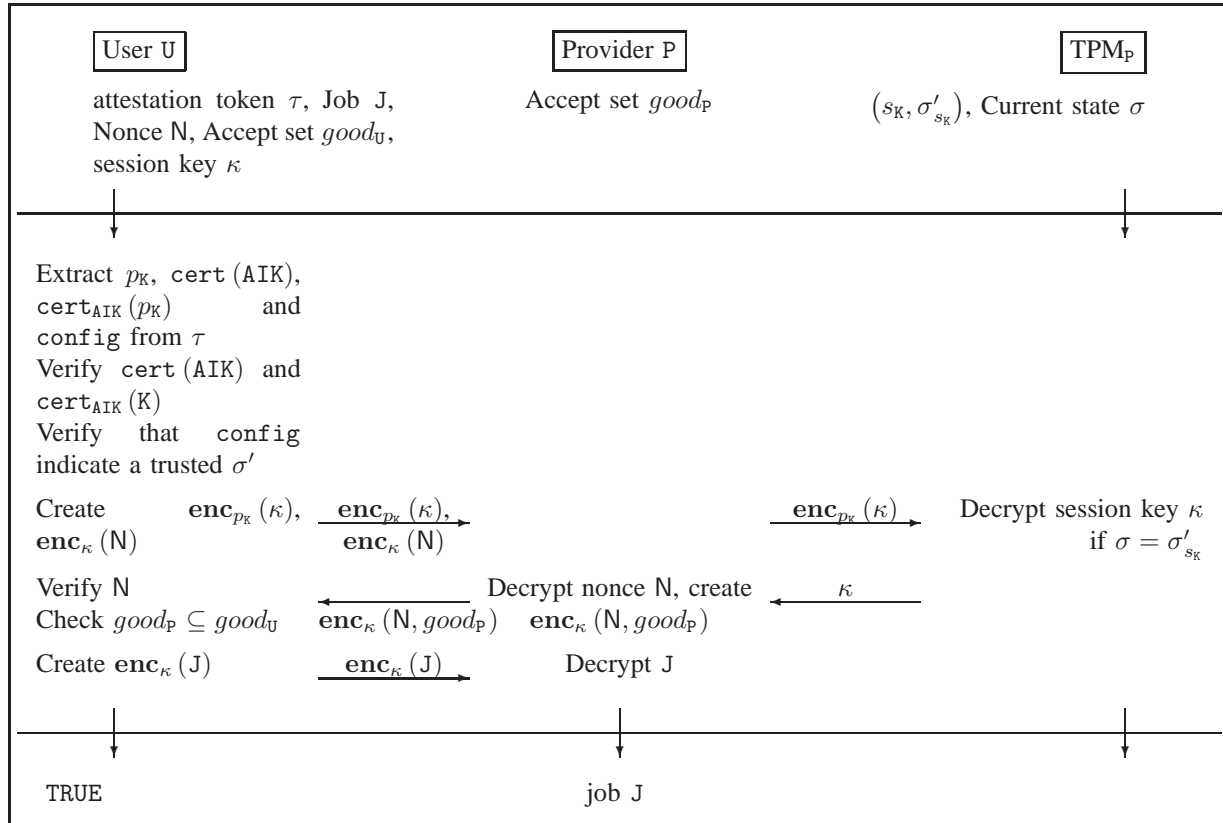 User U Provider P TPM_P
attestation token τ, Job J, Accept set good_P (s_K, σ′_{s_K}), Current state σ
Nonce N, Accept set good_U,
session key κ
Extract p_K, cert (AIK),
cert_AIK (p_K) and
config from τ
Verify cert (AIK) and
cert_AIK (K)
Verify that config
indicate a trusted σ′
Create enc_{p_K} (κ), enc_{p_K} (κ), enc_{p_K} (κ) Decrypt session key κ
enc_κ (N) enc_κ (N) if σ = σ′_{s_K}
Verify N Decrypt nonce N, create κ
Check good_P ⊆ good_U enc_κ (N, good_P) enc_κ (N, good_P)
Create enc_κ (J) enc_κ (J) Decrypt J
TRUE job J